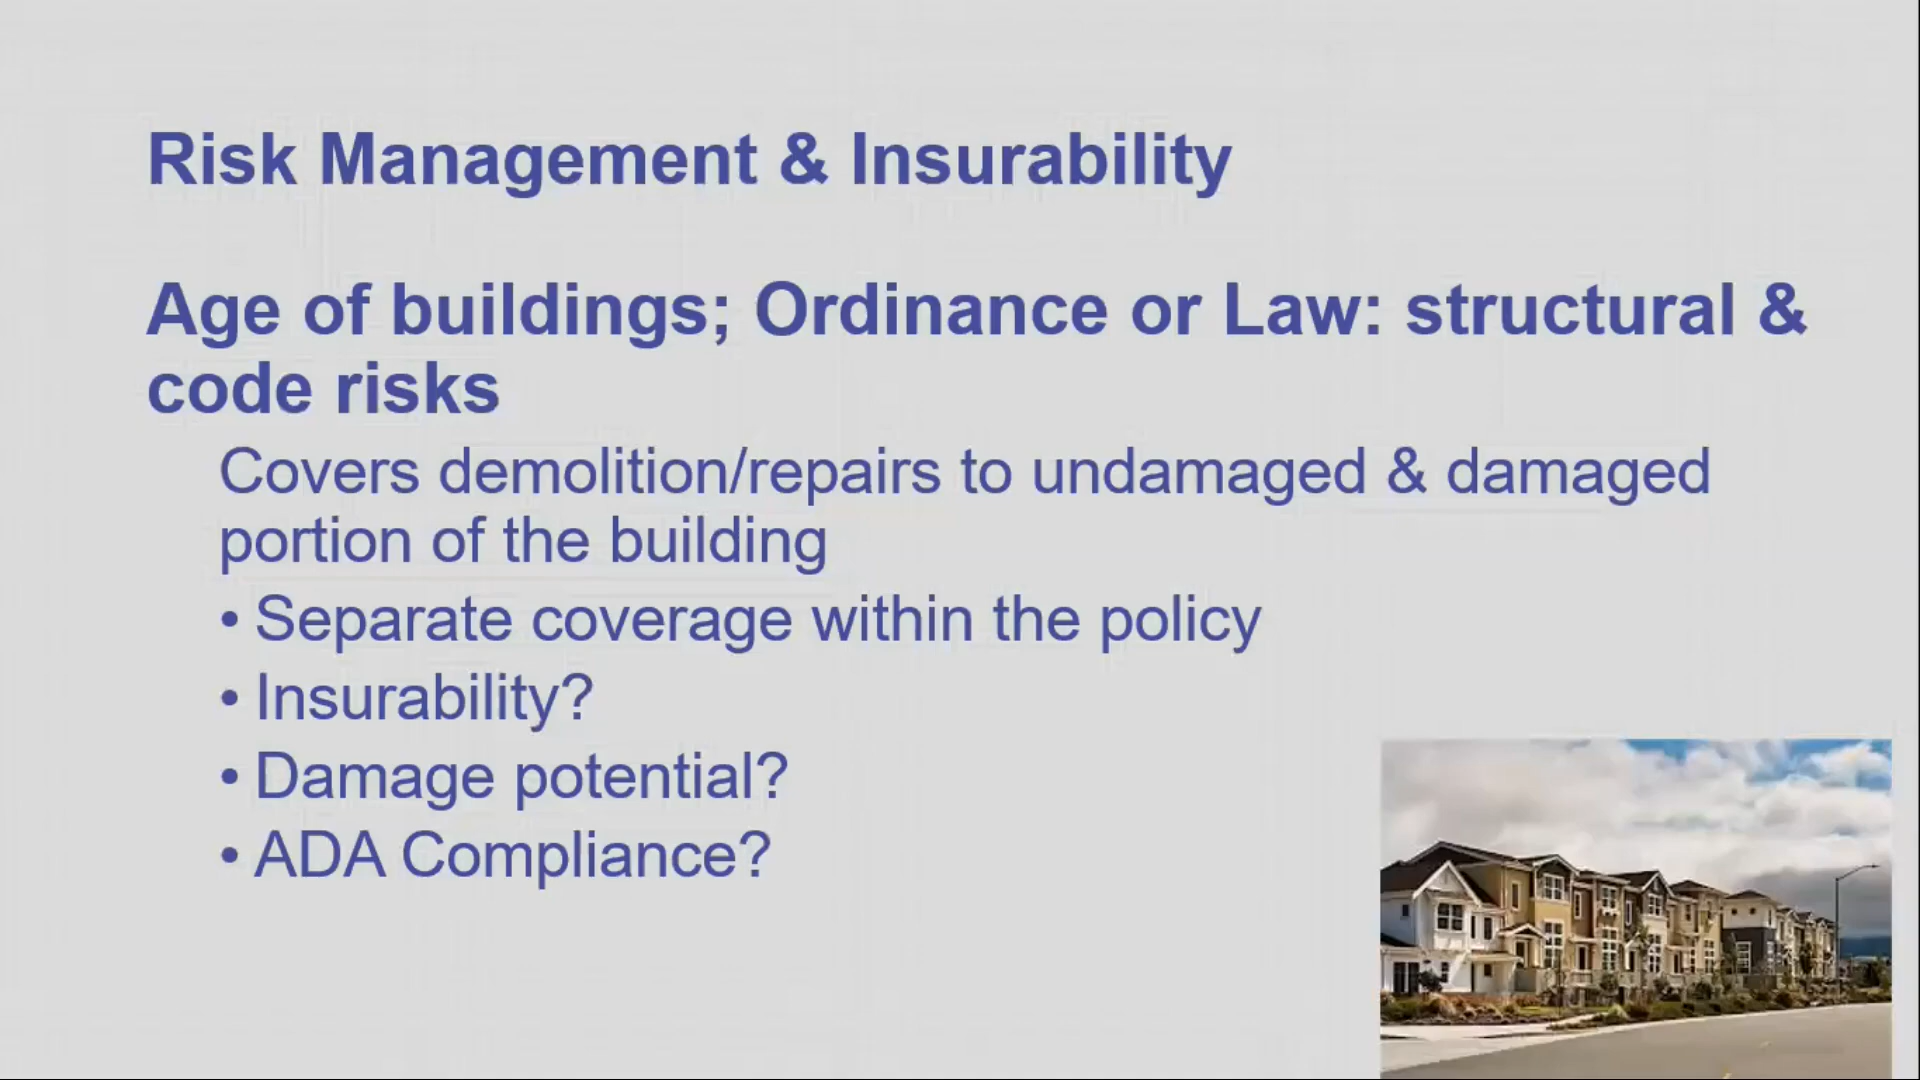 Risk Management & Insurability
Age of buildings; Ordinance or Law: structural &
code risks
Covers demolition/repairs to undamaged & damaged
portion of the building
• Separate coverage within the policy
• Insurability?
• Damage potential?
• ADA Compliance?